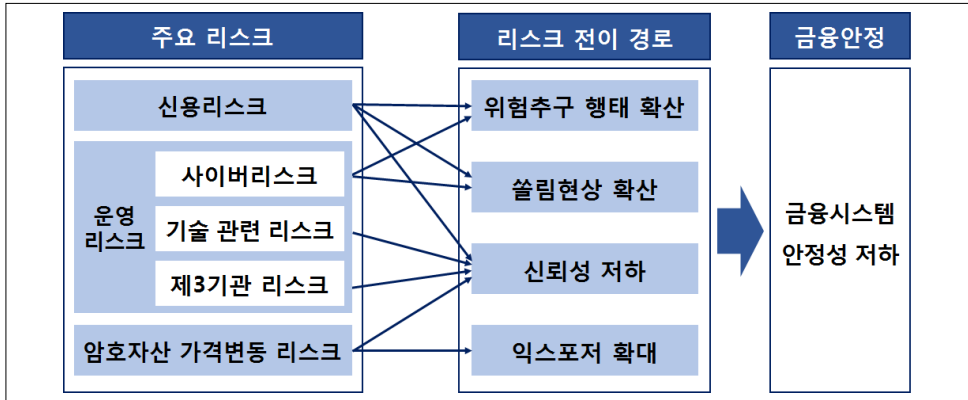 주요 리스크
리스크 전이 경로
금융안정
신용리스크
운영
리스크
사이버리스크
기술 관련 리스크
제3기관 리스크
암호자산 가격변동 리스크
위험추구 행태 확산
쏠림현상 확산
신뢰성 저하
익스포저 확대
금융시스템
안정성 저하